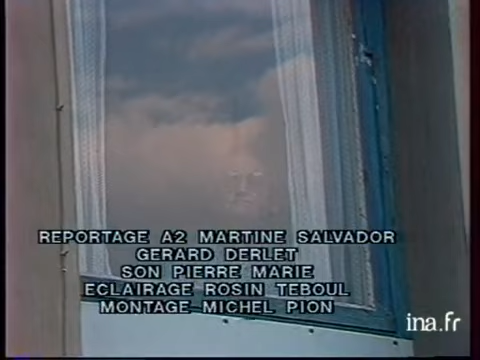 REPORTAGE A2 MARTINE SALVADOR
GERARD DERLET
SON PIERRE MARIE
ECLAIRAGE ROSIN TEBOUL
MONTAGE MICHEL PION
ina.fr